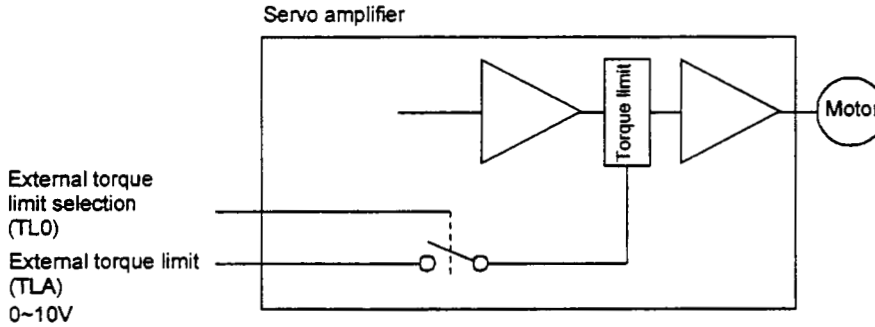 Servo amplifier
Torque limit
Motor
External torque
limit selection
(TL0)
External torque limit
(TLA)
0~10V